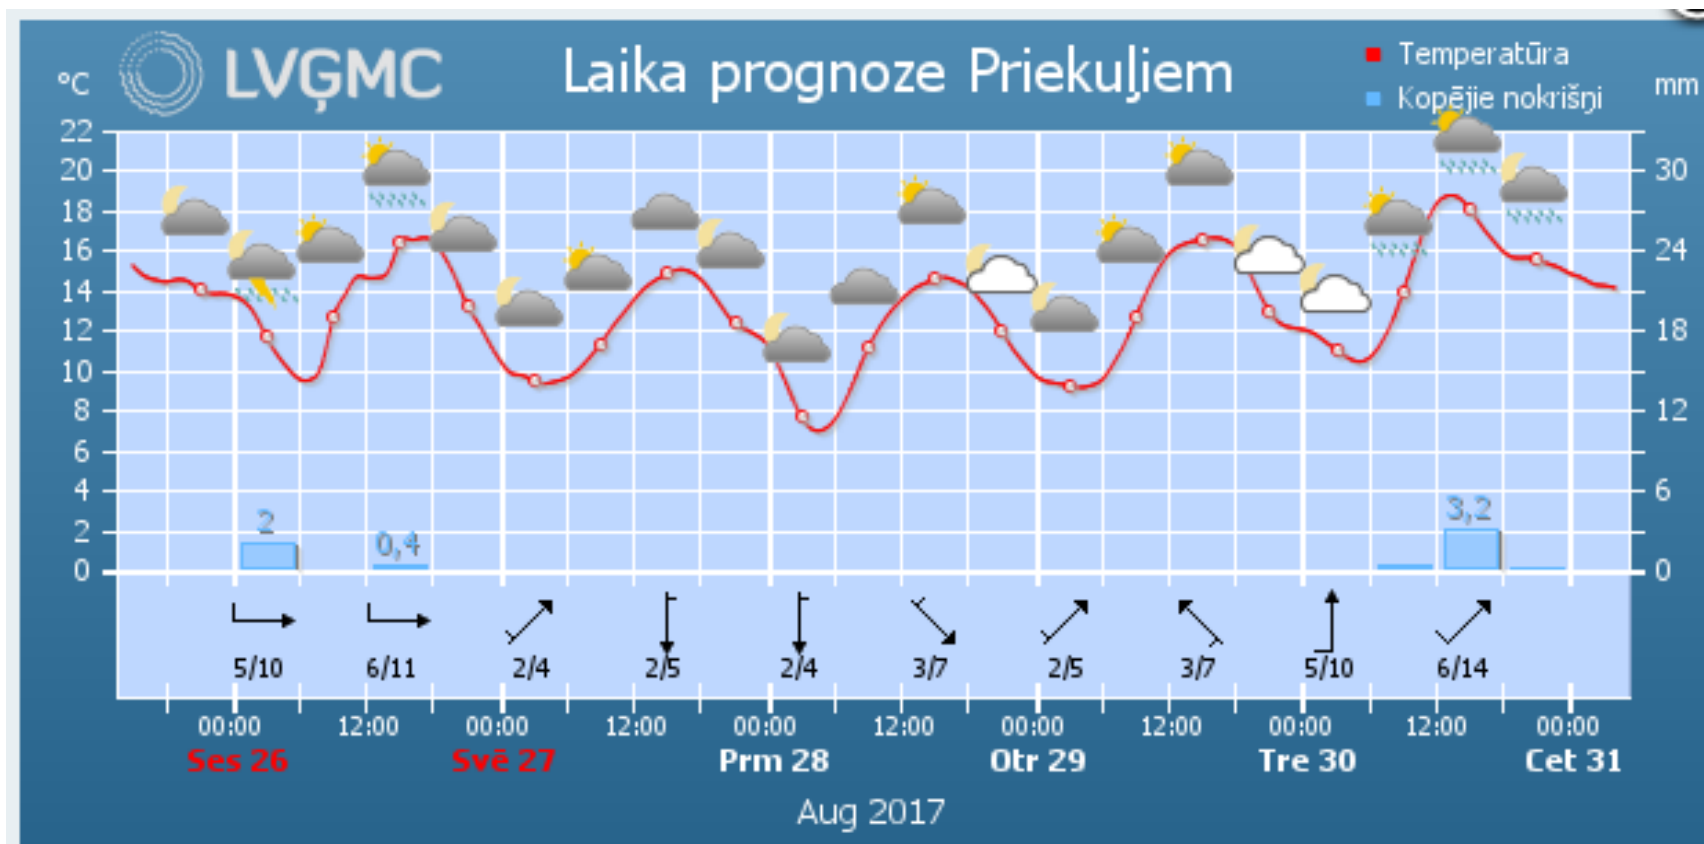 LVĢMC
Laika prognoze Priekuļiem
Temperatūra
Kopējie nokrišņi
°C
mm
22
20
18
16
14
12
10
8
6
4
2
0
30
24
18
12
6
0
2
0,4
3,2
5/10 6/11 2/4 2/5 2/4 3/7 2/5 3/7 5/10 6/14
00:00 12:00 00:00 12:00 00:00 12:00 00:00 12:00 00:00 12:00 00:00
Ses 26 Svē 27 Prm 28 Otr 29 Tre 30 Cet 31
Aug 2017